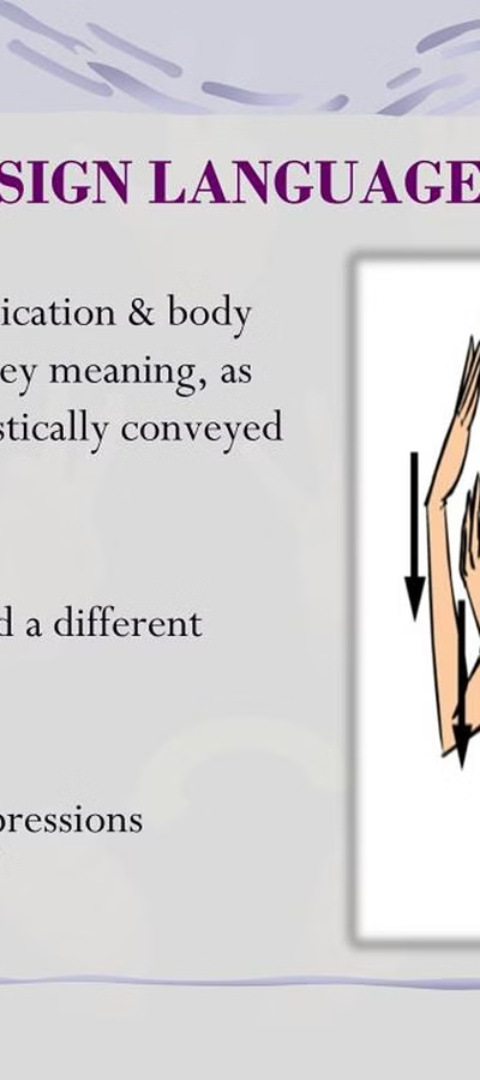 SIGN LANGUAGE
ication & body
ey meaning, as
stically conveyed
d a different
pressions